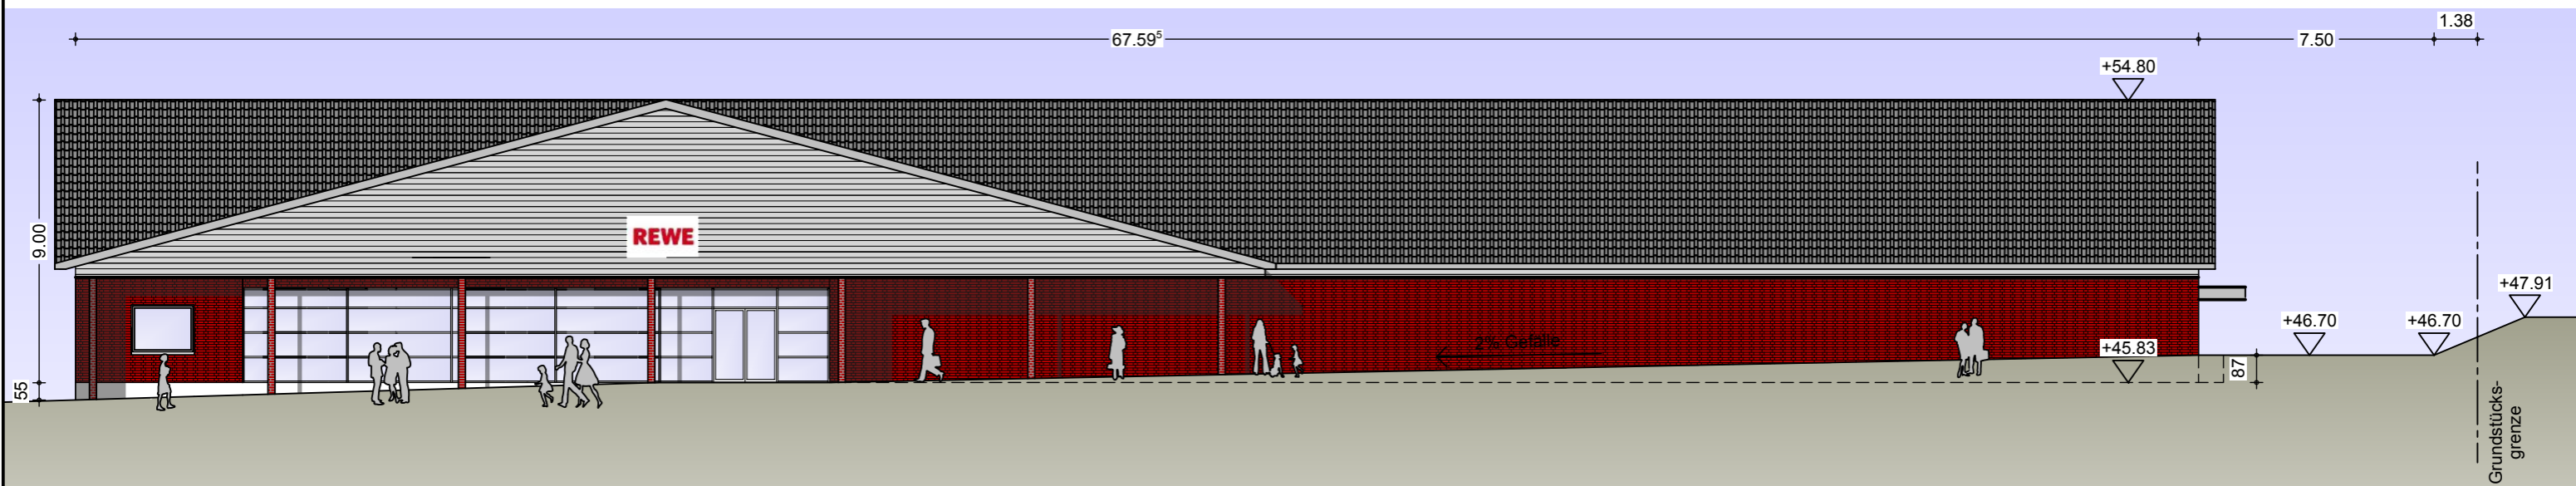 1.38
67.59⁵
7.50
+54.80
9.00
REWE
+47.91
+46.70
+46.70
2% Gefälle
+45.83
87
55
Grundstücks-
grenze